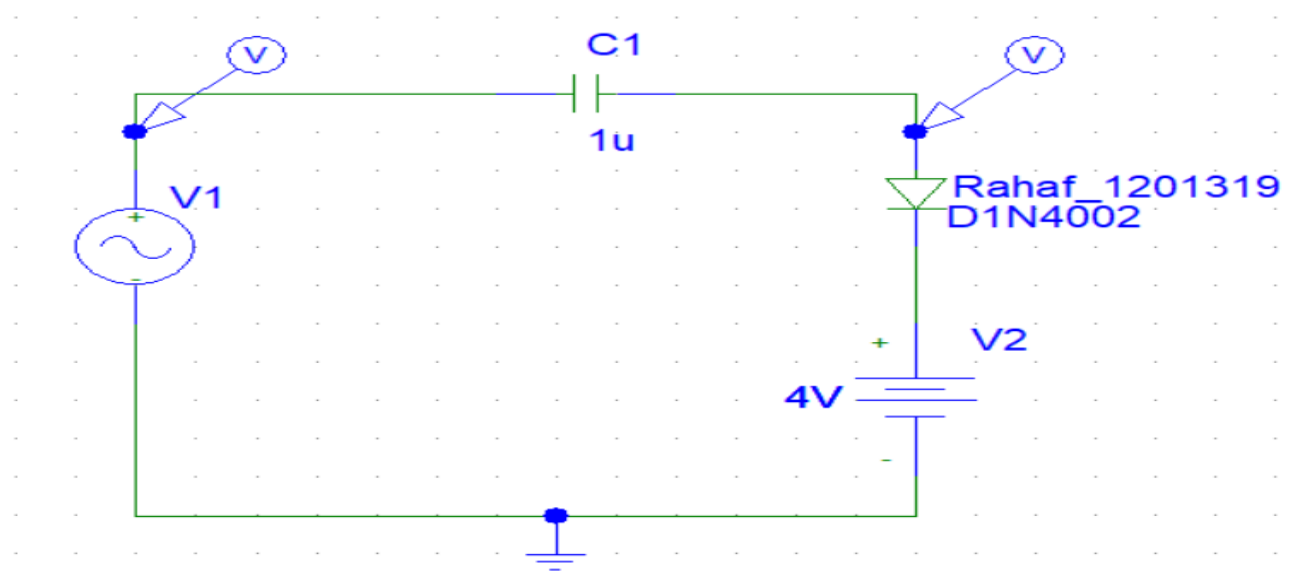 V
C1
V
1u
V1
+
-
Rahaf_1201319
D1N4002
+
V2
4V
-